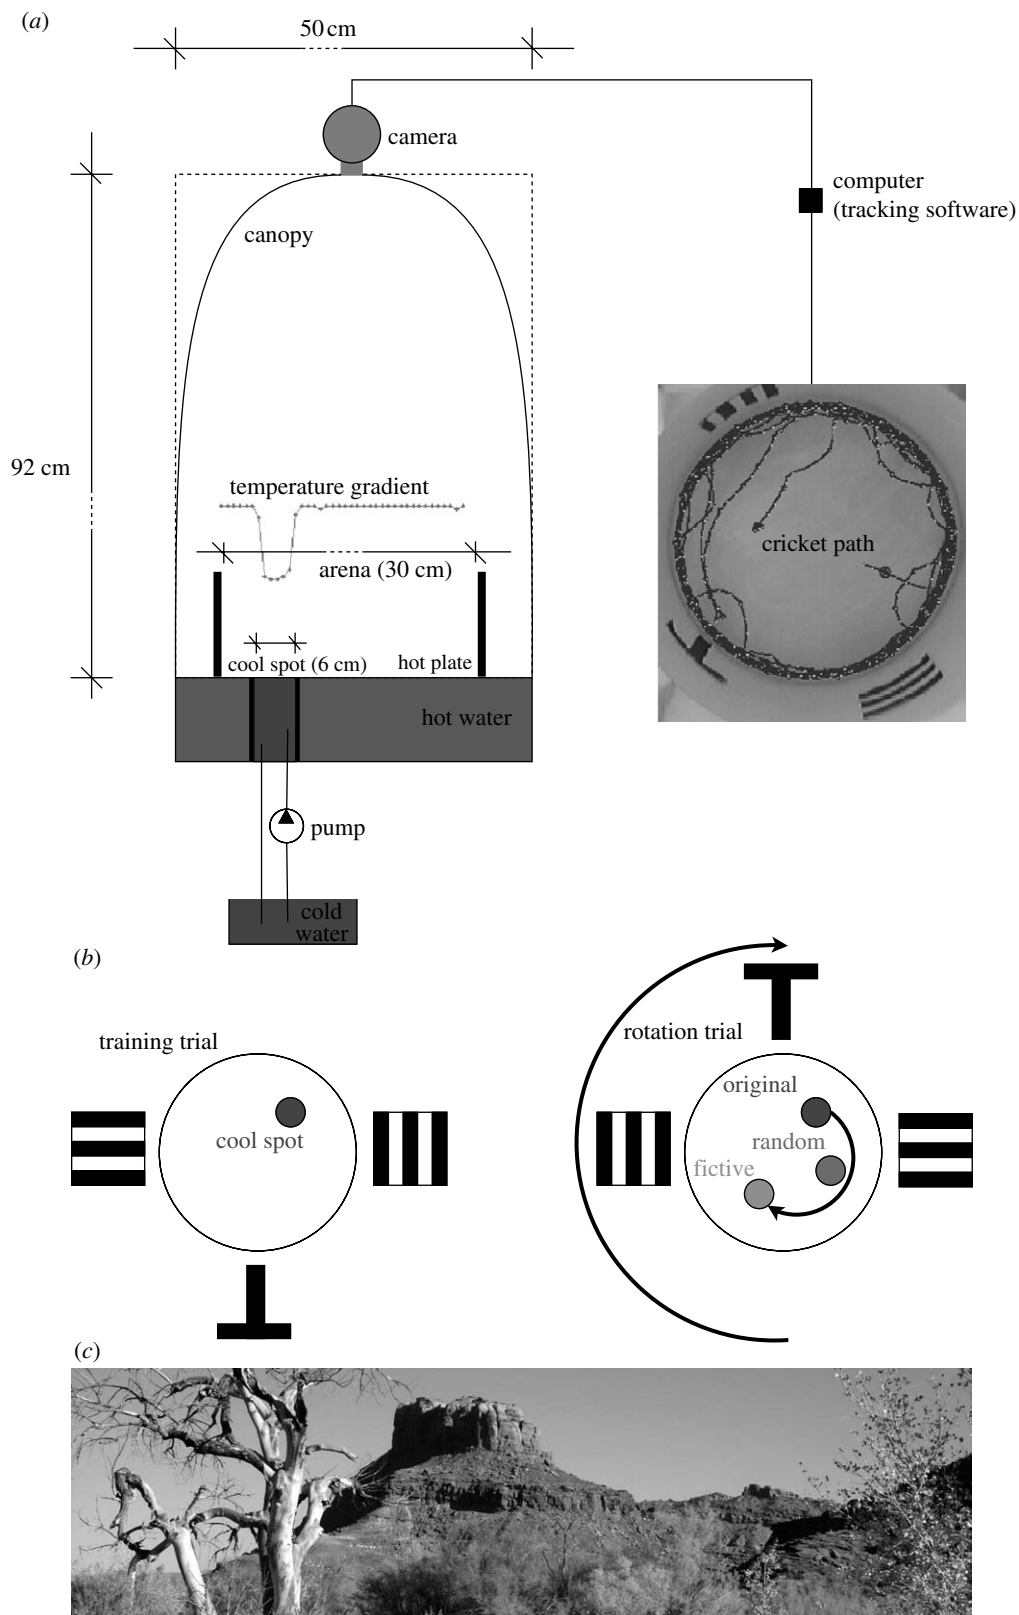 (a)
50 cm
camera
computer
(tracking software)
canopy
92 cm
temperature gradient
arena (30 cm)
cricket path
cool spot (6 cm)
hot plate
hot water
pump
cold
water
(b)
training trial
rotation trial
original
cool spot
random
fictive
(c)